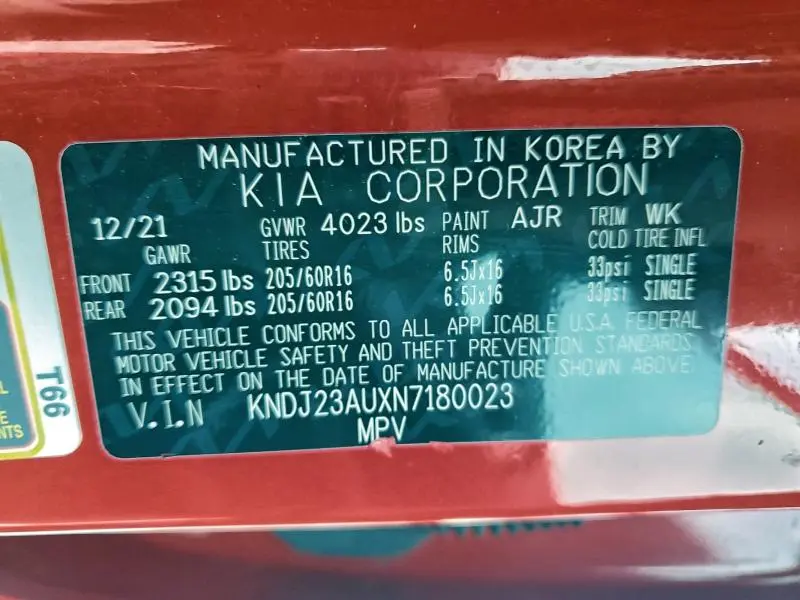 MANUFACTURED IN KOREA BY
KIA CORPORATION
12/21 GVWR 4023 lbs PAINT AJR TRIM WK
GAWR TIRES RIMS COLD TIRE INFL
FRONT 2315 lbs 205/60R16 6.5Jx16 33psi SINGLE
REAR 2094 lbs 205/60R16 6.5Jx16 33psi SINGLE
THIS VEHICLE CONFORMS TO ALL APPLICABLE U.S.A. FEDERAL
MOTOR VEHICLE SAFETY AND THEFT PREVENTION STANDARDS
IN EFFECT ON THE DATE OF MANUFACTURE SHOWN ABOVE
V.I.N KNDJ23AUXN7180023
MPV
T66